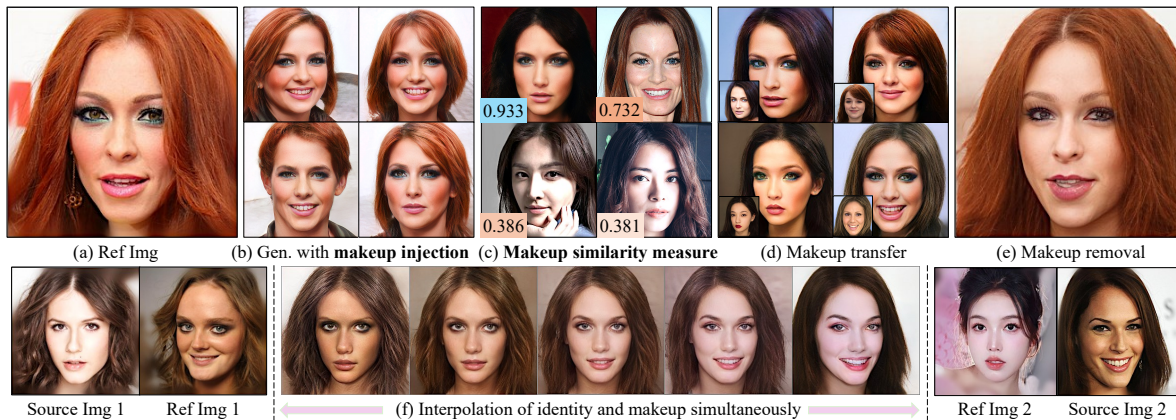 0.933
0.732
0.386
0.381
(a) Ref Img
(b) Gen. with makeup injection
(c) Makeup similarity measure
(d) Makeup transfer
(e) Makeup removal
Source Img 1
Ref Img 1
(f) Interpolation of identity and makeup simultaneously
Ref Img 2
Source Img 2